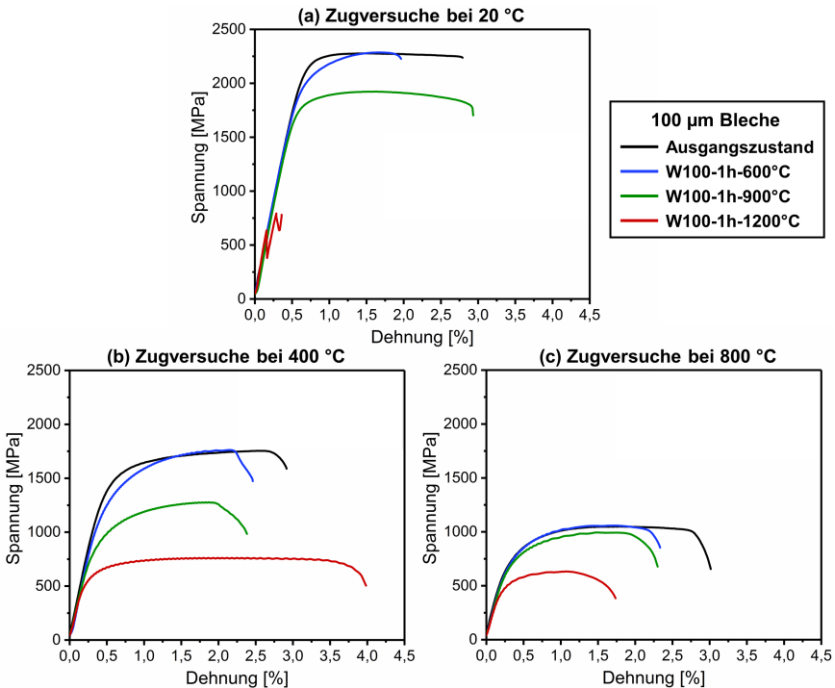 (a) Zugversuche bei 20 °C
Spannung [MPa]
2500
2000
1500
1000
500
0
0,0 0,5 1,0 1,5 2,0 2,5 3,0 3,5 4,0 4,5
Dehnung [%]
100 µm Bleche
Ausgangszustand
W100-1h-600°C
W100-1h-900°C
W100-1h-1200°C
(b) Zugversuche bei 400 °C
Spannung [MPa]
2500
2000
1500
1000
500
0
0,0 0,5 1,0 1,5 2,0 2,5 3,0 3,5 4,0 4,5
Dehnung [%]
(c) Zugversuche bei 800 °C
Spannung [MPa]
2500
2000
1500
1000
500
0
0,0 0,5 1,0 1,5 2,0 2,5 3,0 3,5 4,0 4,5
Dehnung [%]